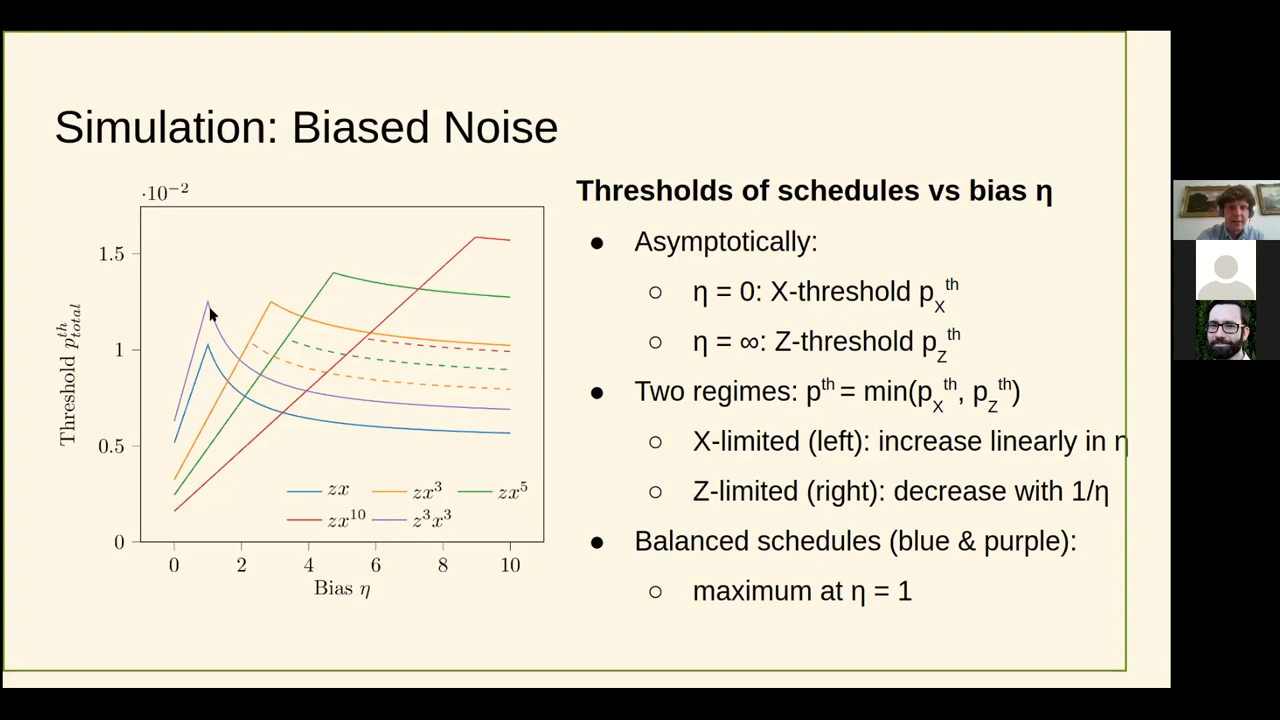 Simulation: Biased Noise
·10⁻²
1.5
1
0.5
0
0 2 4 6 8 10
Threshold pᵗʰ_total
Bias η
zx zx³ zx⁵
zx¹⁰ z³x³
Thresholds of schedules vs bias η
● Asymptotically:
○ η = 0: X-threshold p_X^th
○ η = ∞: Z-threshold p_Z^th
● Two regimes: p^th = min(p_X^th, p_Z^th)
○ X-limited (left): increase linearly in η
○ Z-limited (right): decrease with 1/η
● Balanced schedules (blue & purple):
○ maximum at η = 1